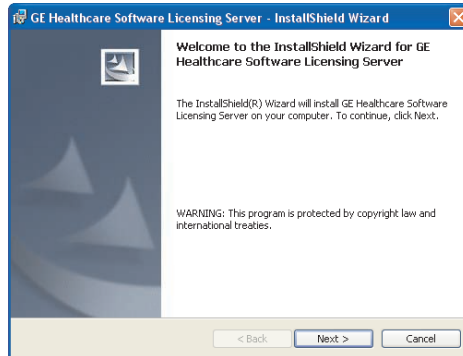 GE Healthcare Software Licensing Server - InstallShield Wizard
Welcome to the InstallShield Wizard for GE
Healthcare Software Licensing Server
The InstallShield(R) Wizard will install GE Healthcare Software
Licensing Server on your computer. To continue, click Next.
WARNING: This program is protected by copyright law and
international treaties.
< Back
Next >
Cancel